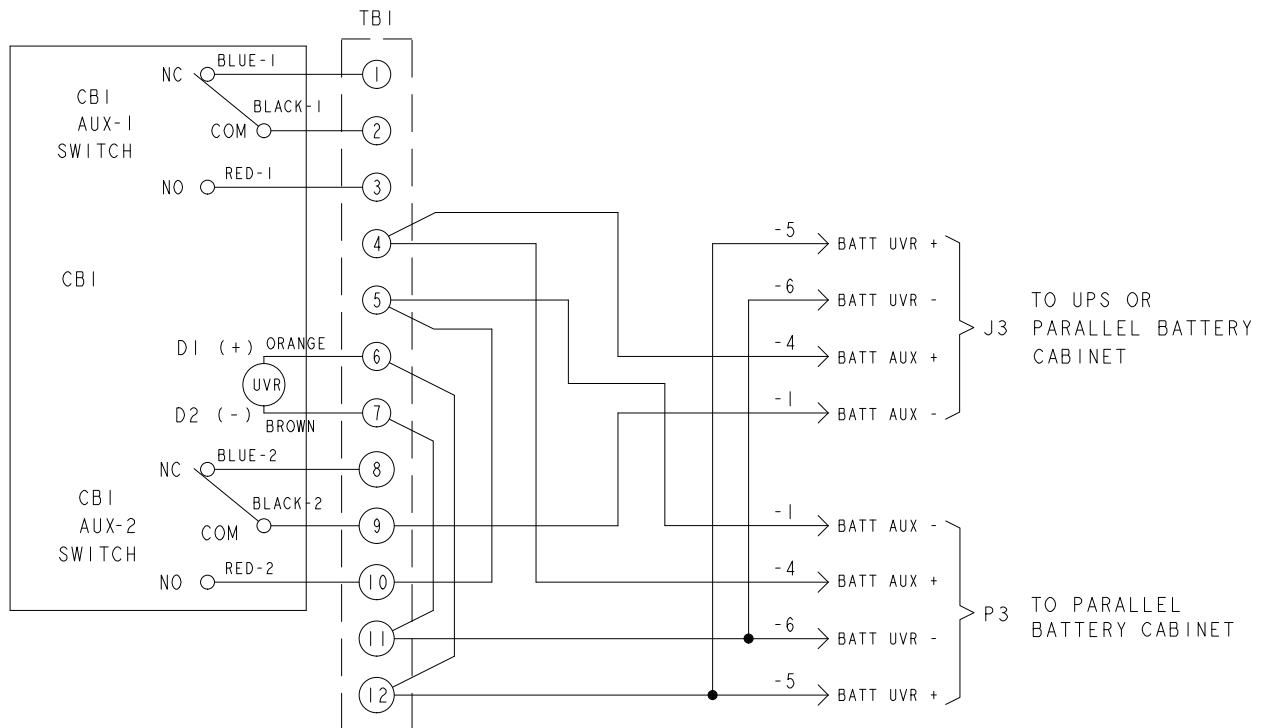 TB1
NC BLUE-1 1
CB1
AUX-1
SWITCH
BLACK-1
COM 2
NO RED-1 3
4
-5 BATT UVR +
CB1
5
-6 BATT UVR -
J3 TO UPS OR
PARALLEL BATTERY
CABINET
D1 (+) ORANGE 6
-4 BATT AUX +
UVR
D2 (-) BROWN 7
-1 BATT AUX -
NC BLUE-2 8
CB1
AUX-2
SWITCH
BLACK-2
COM 9
-1 BATT AUX -
NO RED-2 10
-4 BATT AUX +
P3 TO PARALLEL
BATTERY CABINET
11
-6 BATT UVR -
12
-5 BATT UVR +